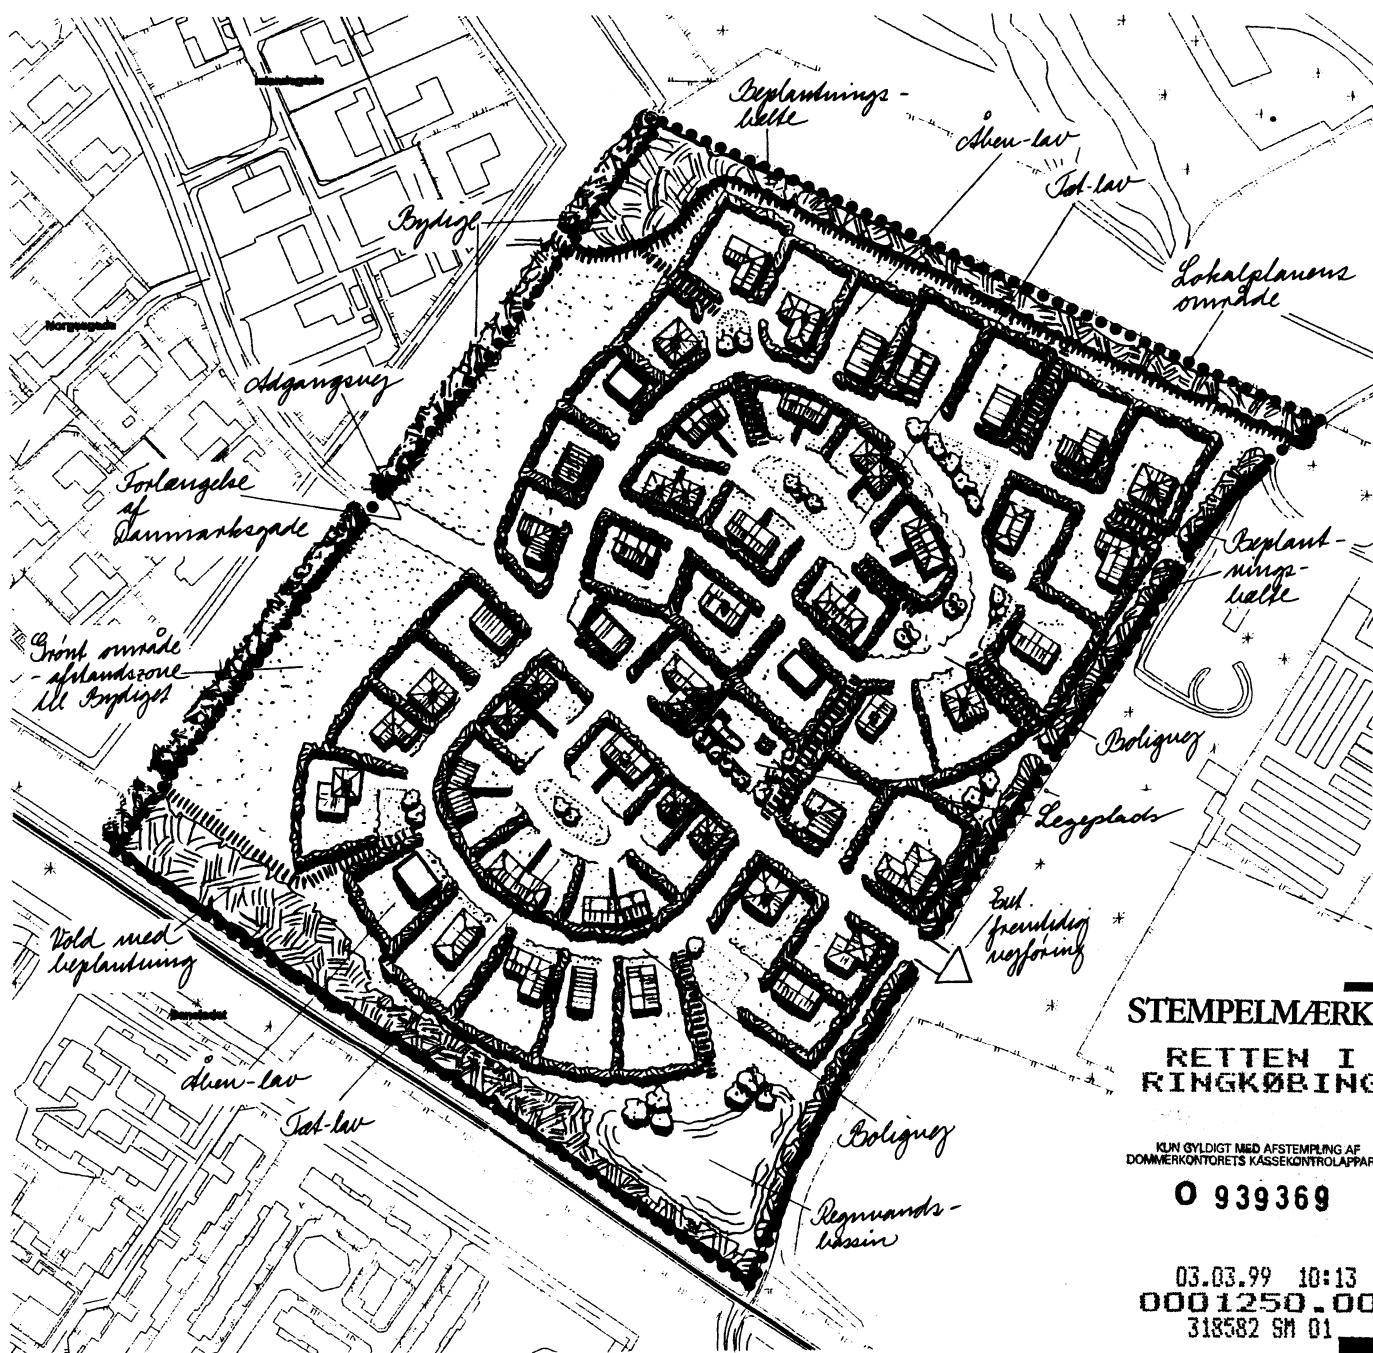 Islandsgade
Beplantnings-
bælte
Åben-lav
Tæt-lav
Bydige
Lokalplanens
område
Norgesgade
Adgangsvej
Forlængelse
af
Danmarksgade
Beplant-
nings-
bælte
Grønt område
- afstandszone
til Bydiget
Boligvej
Legeplads
Evt.
fremtidig
vejføring
Vold med
beplantning
Åben-lav
Tæt-lav
Boligvej
Regnvands-
bassin
STEMPELMÆRK
RETTEN I
RINGKØBING
KUN GYLDIGT MED AFSTEMPLING AF
DOMMERKONTORETS KASSEKONTROLAPPAR
O 939369
03.03.99 10:13
0001250.00
318582 SM 01